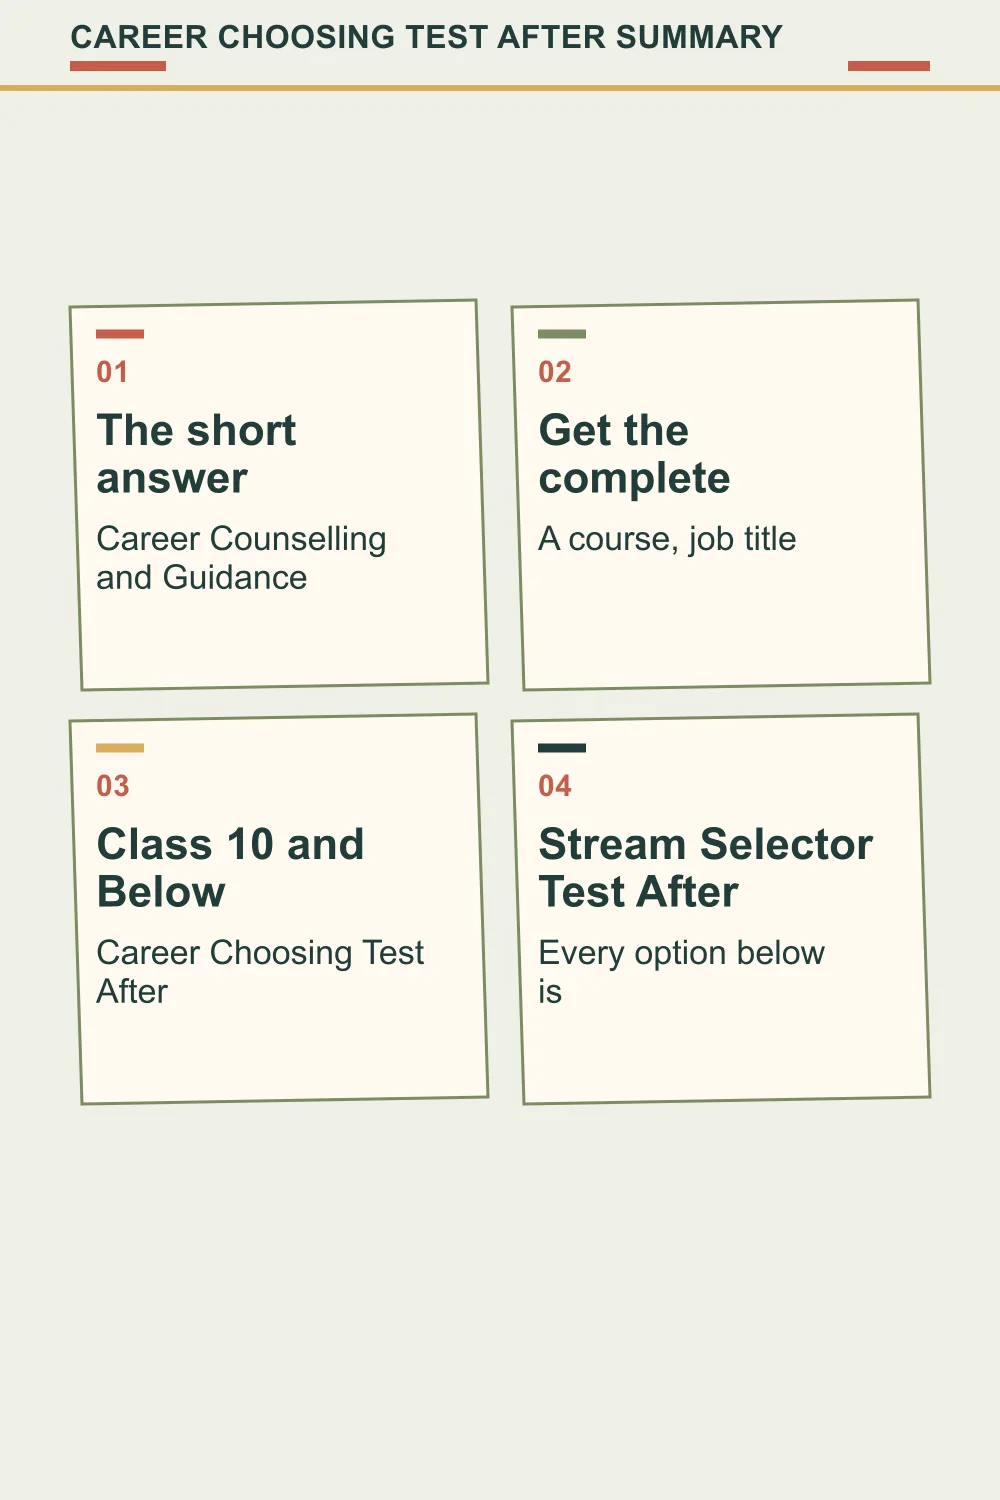 CAREER CHOOSING TEST AFTER SUMMARY
01
The short
answer
Career Counselling
and Guidance
02
Get the
complete
A course, job title
03
Class 10 and
Below
Career Choosing Test
After
04
Stream Selector
Test After
Every option below
is